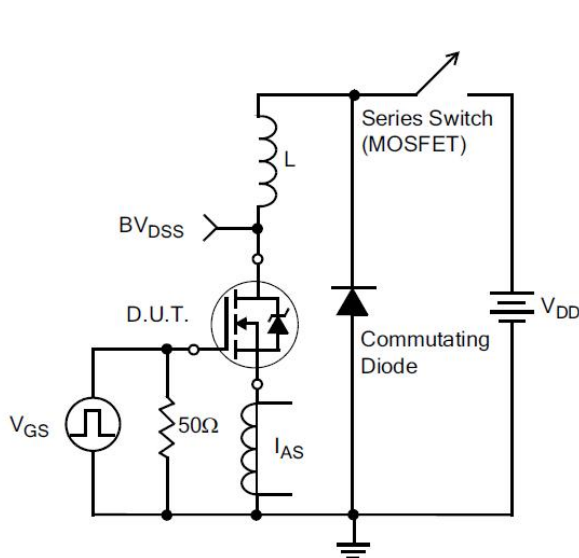 Series Switch
(MOSFET)
L
BVDSS
D.U.T.
VDD
Commutating
Diode
VGS
50Ω
IAS